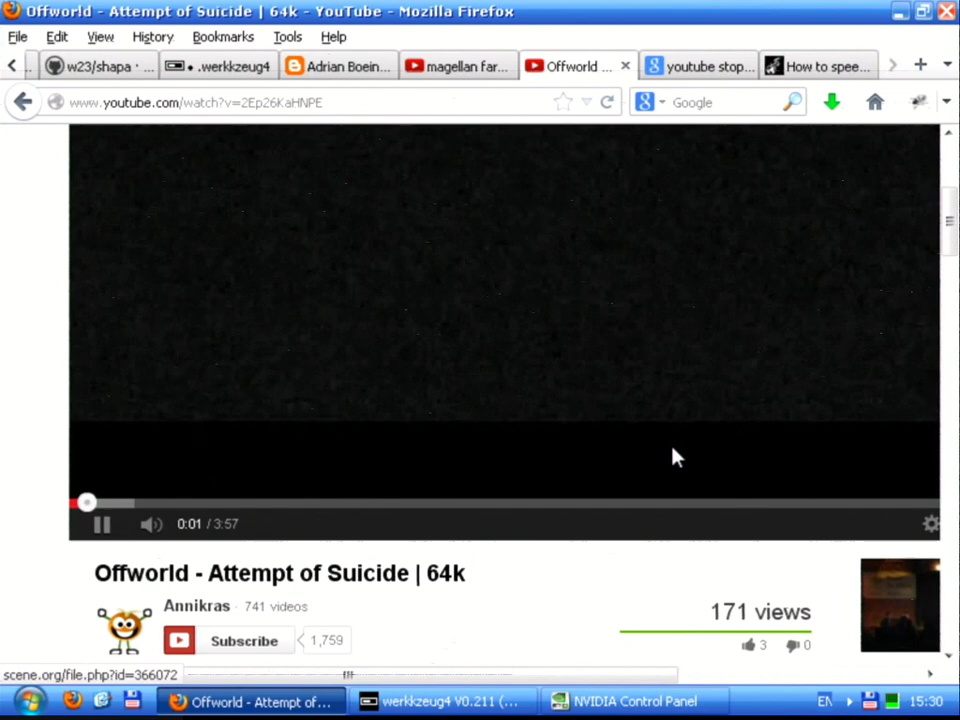 Offworld - Attempt of Suicide | 64k - YouTube - Mozilla Firefox
File Edit View History Bookmarks Tools Help
.. w23/shapa · ... • .werkkzeug4 Adrian Boein... magellan far... Offworld ... youtube stop... How to spee...
www.youtube.com/watch?v=2Ep26KaHNPE Google
0:01 / 3:57
Offworld - Attempt of Suicide | 64k
Annikras · 741 videos
171 views
Subscribe 1,759
3 0
scene.org/file.php?id=366072
Offworld - Attempt of... werkkzeug4 V0.211 (... NVIDIA Control Panel EN 15:30